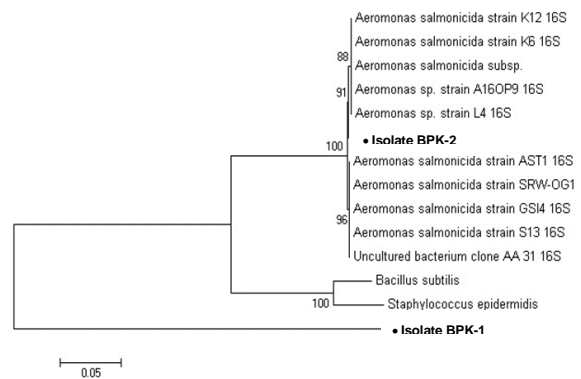 Aeromonas salmonicida strain K12 16S
Aeromonas salmonicida strain K6 16S
88
Aeromonas salmonicida subsp.
91
Aeromonas sp. strain A16OP9 16S
Aeromonas sp. strain L4 16S
100
• Isolate BPK-2
Aeromonas salmonicida strain AST1 16S
Aeromonas salmonicida strain SRW-OG1
Aeromonas salmonicida strain GSI4 16S
96
Aeromonas salmonicida strain S13 16S
Uncultured bacterium clone AA 31 16S
Bacillus subtilis
100
Staphylococcus epidermidis
• Isolate BPK-1
0.05